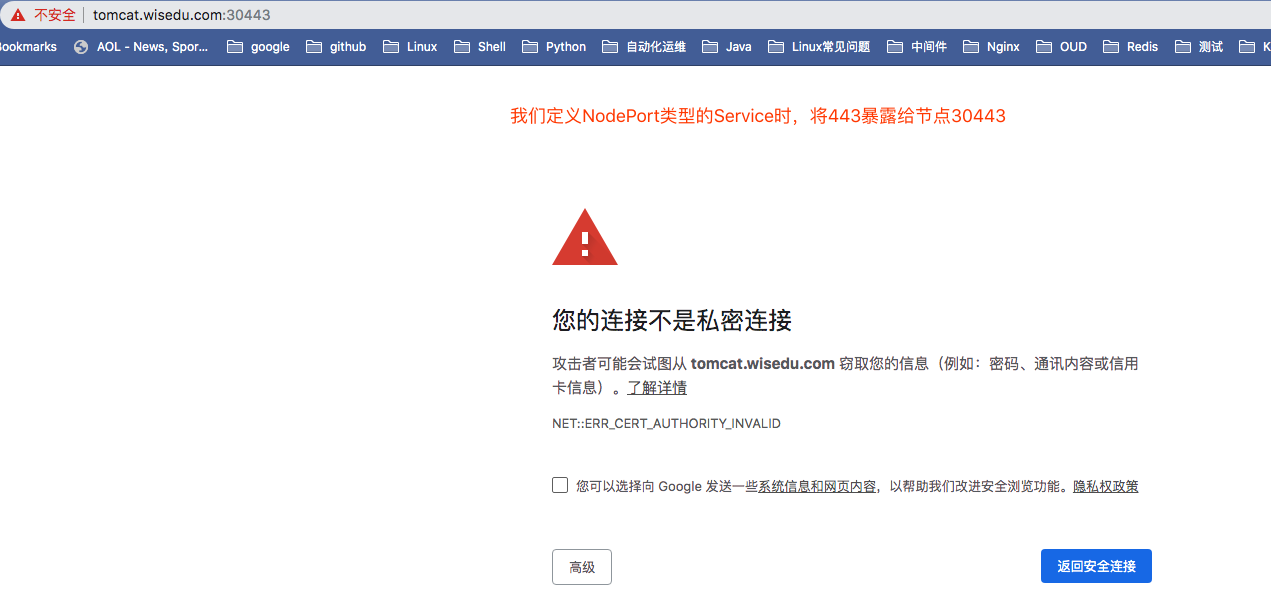 不安全 tomcat.wisedu.com:30443
Bookmarks AOL - News, Spor... google github Linux Shell Python 自动化运维 Java Linux常见问题 中间件 Nginx OUD Redis 测试 K
我们定义NodePort类型的Service时，将443暴露给节点30443
您的连接不是私密连接
攻击者可能会试图从 tomcat.wisedu.com 窃取您的信息（例如：密码、通讯内容或信用
卡信息）。了解详情
NET::ERR_CERT_AUTHORITY_INVALID
您可以选择向 Google 发送一些系统信息和网页内容，以帮助我们改进安全浏览功能。隐私权政策
高级 返回安全连接